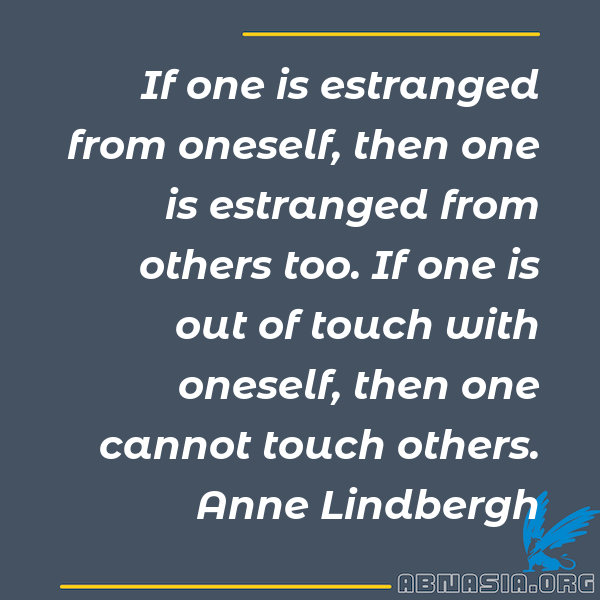 If one is estranged
from oneself, then one
is estranged from
others too. If one is
out of touch with
oneself, then one
cannot touch others.
Anne Lindbergh
ABNASIA.ORG